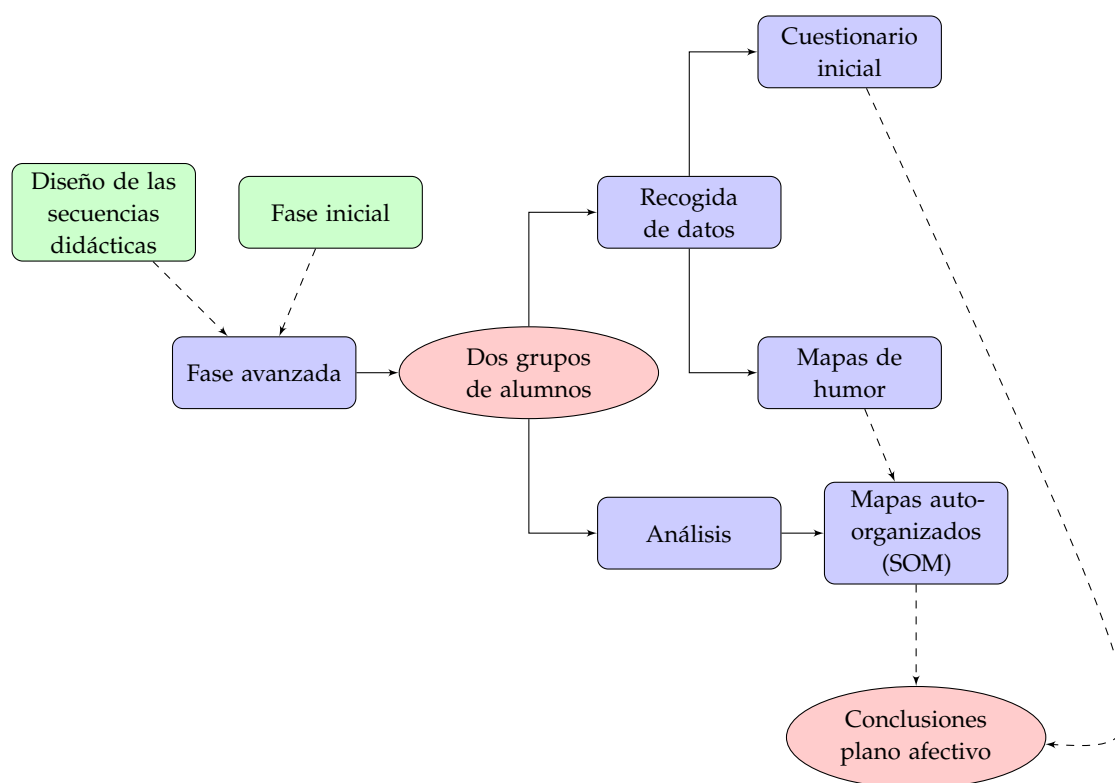 Cuestionario
inicial
Diseño de las
secuencias
didácticas
Fase inicial
Recogida
de datos
Fase avanzada
Dos grupos
de alumnos
Mapas de
humor
Análisis
Mapas auto-
organizados
(SOM)
Conclusiones
plano afectivo